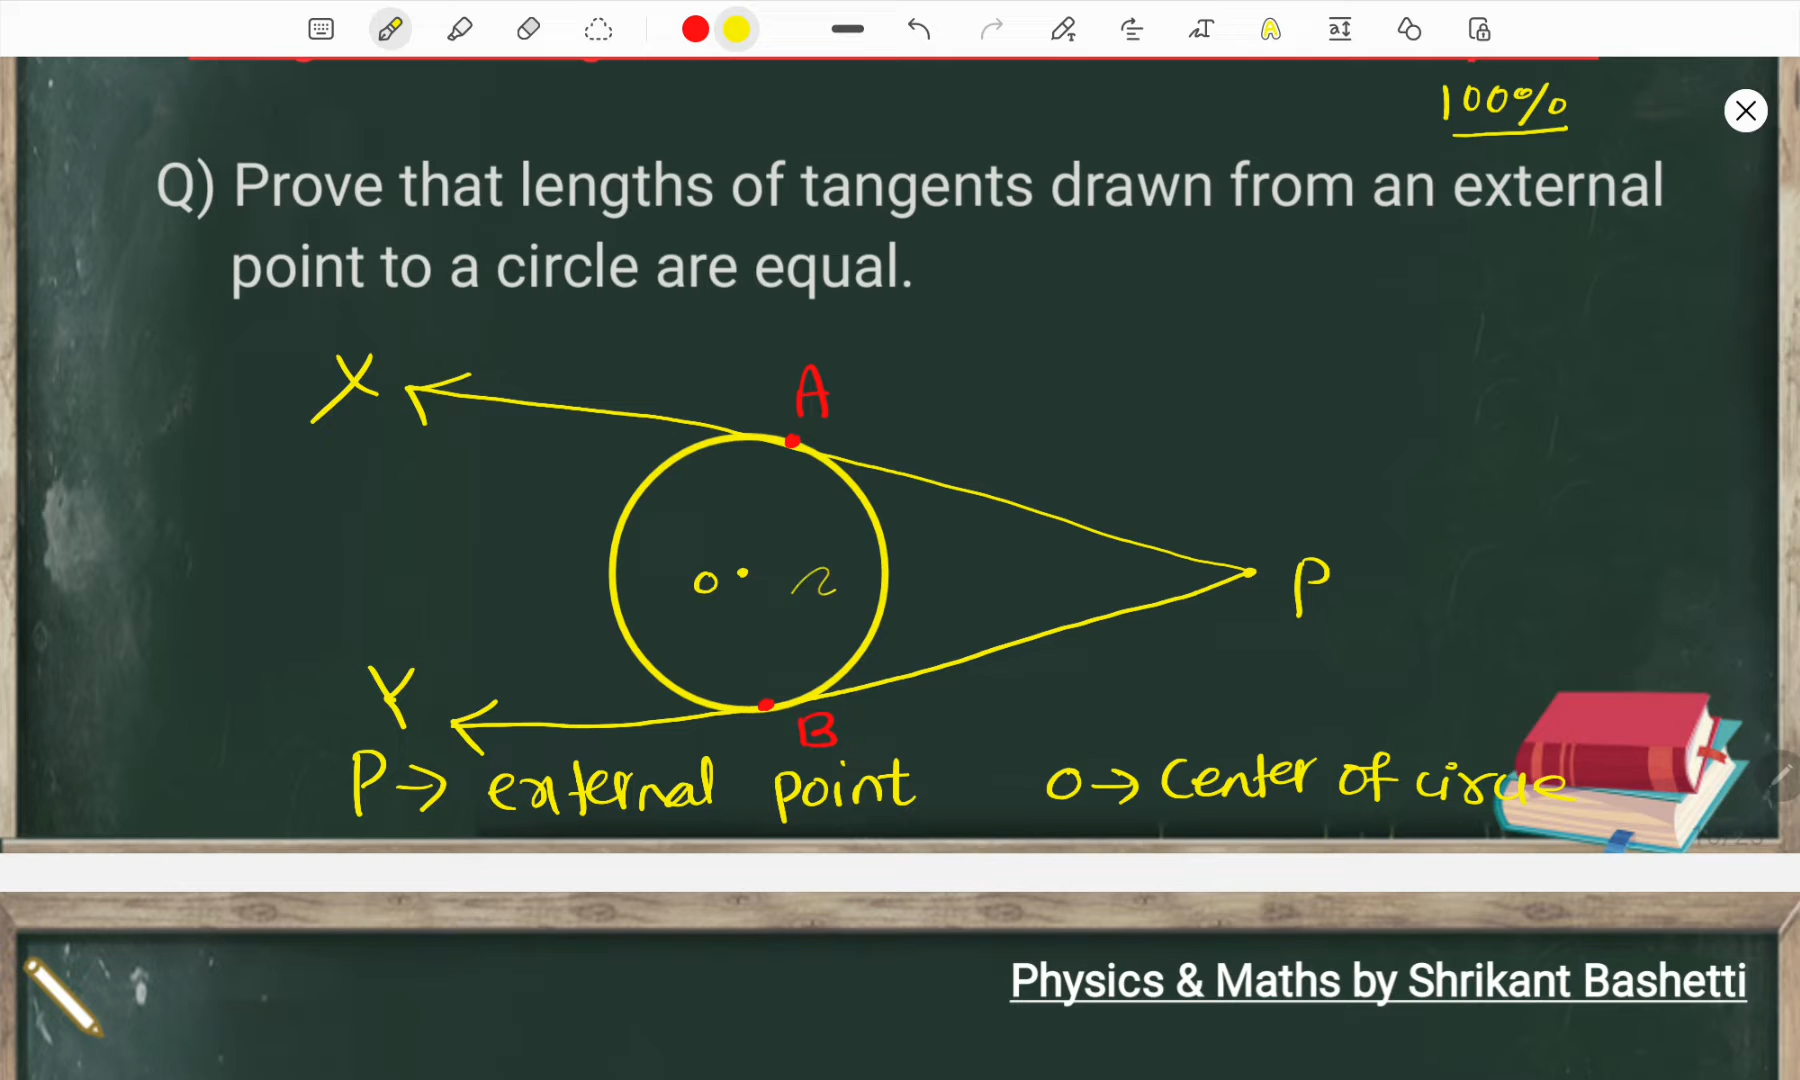 100%
Q) Prove that lengths of tangents drawn from an external
point to a circle are equal.
X
A
O
r
P
Y
B
P → external point
O → Center of circle
Physics & Maths by Shrikant Bashetti